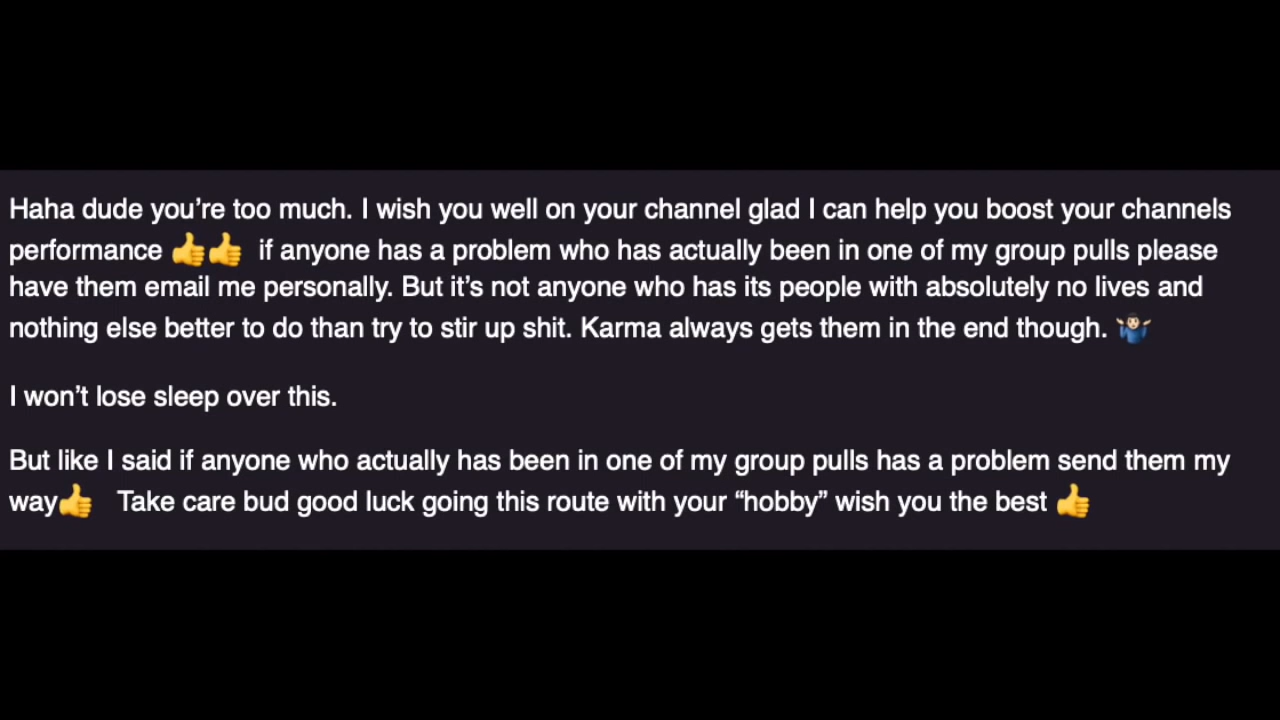 Haha dude you’re too much. I wish you well on your channel glad I can help you boost your channels
performance 👍👍 if anyone has a problem who has actually been in one of my group pulls please
have them email me personally. But it’s not anyone who has its people with absolutely no lives and
nothing else better to do than try to stir up shit. Karma always gets them in the end though. 🤷🏻‍♂️
I won’t lose sleep over this.
But like I said if anyone who actually has been in one of my group pulls has a problem send them my
way👍 Take care bud good luck going this route with your “hobby” wish you the best 👍